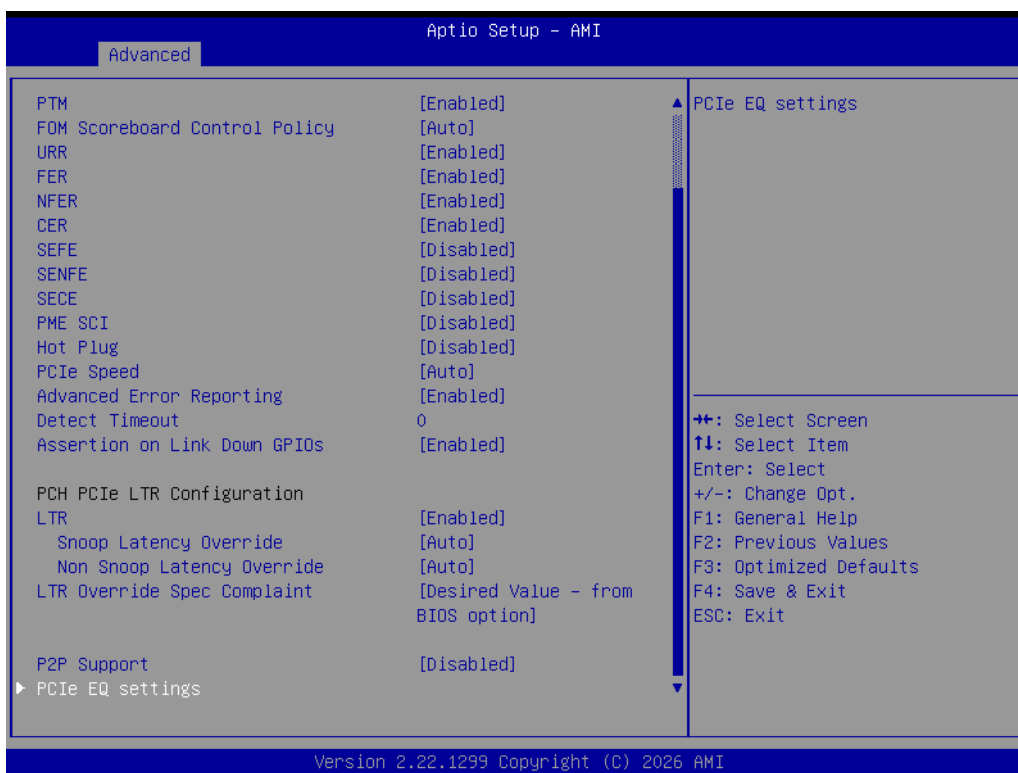 Aptio Setup – AMI
Advanced
PTM [Enabled]
FOM Scoreboard Control Policy [Auto]
URR [Enabled]
FER [Enabled]
NFER [Enabled]
CER [Enabled]
SEFE [Disabled]
SENFE [Disabled]
SECE [Disabled]
PME SCI [Disabled]
Hot Plug [Disabled]
PCIe Speed [Auto]
Advanced Error Reporting [Enabled]
Detect Timeout 0
Assertion on Link Down GPIOs [Enabled]
PCH PCIe LTR Configuration
LTR [Enabled]
Snoop Latency Override [Auto]
Non Snoop Latency Override [Auto]
LTR Override Spec Complaint [Desired Value – from
BIOS option]
P2P Support [Disabled]
PCIe EQ settings
PCIe EQ settings
→←: Select Screen
↑↓: Select Item
Enter: Select
+/-: Change Opt.
F1: General Help
F2: Previous Values
F3: Optimized Defaults
F4: Save & Exit
ESC: Exit
Version 2.22.1299 Copyright (C) 2026 AMI